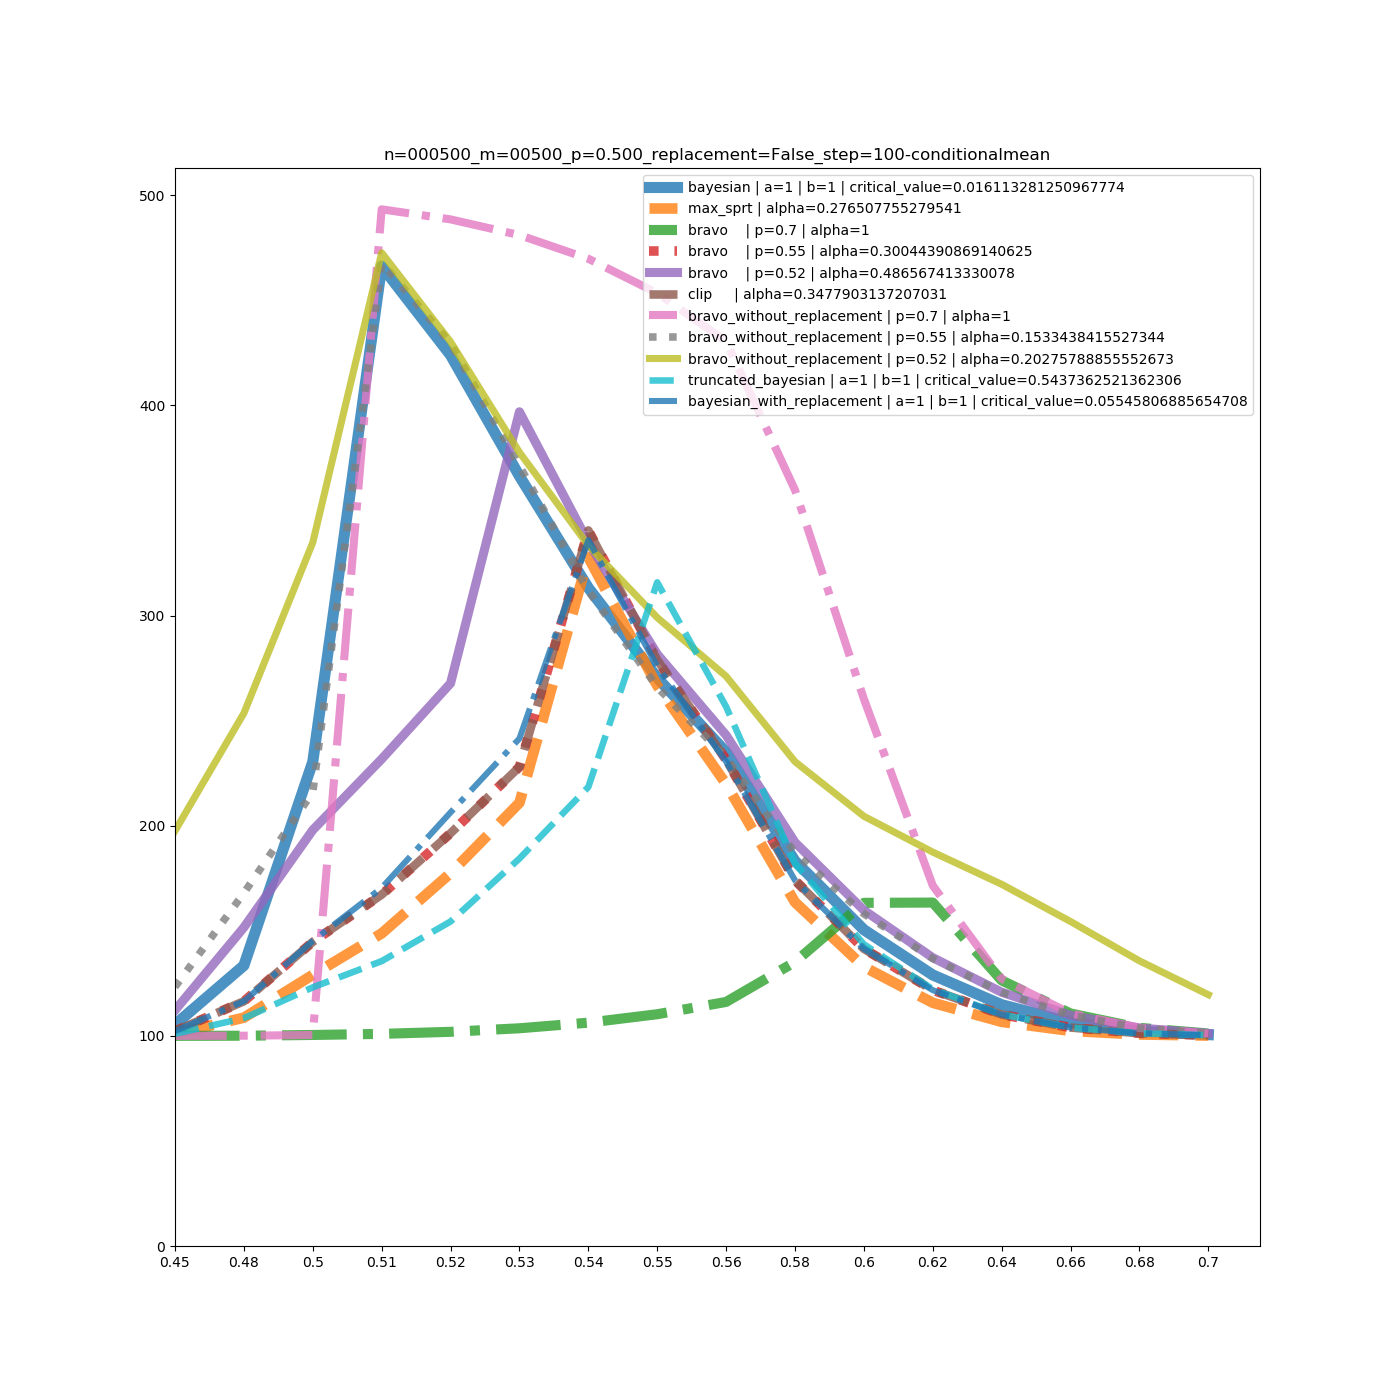 n=000500_m=00500_p=0.500_replacement=False_step=100-conditionalmean
bayesian | a=1 | b=1 | critical_value=0.016113281250967774
max_sprt | alpha=0.276507755279541
bravo | p=0.7 | alpha=1
bravo | p=0.55 | alpha=0.30044390869140625
bravo | p=0.52 | alpha=0.486567413330078
clip | alpha=0.3477903137207031
bravo_without_replacement | p=0.7 | alpha=1
bravo_without_replacement | p=0.55 | alpha=0.1533438415527344
bravo_without_replacement | p=0.52 | alpha=0.20275788855552673
truncated_bayesian | a=1 | b=1 | critical_value=0.5437362521362306
bayesian_with_replacement | a=1 | b=1 | critical_value=0.05545806885654708
500
400
300
200
100
0
0.45 0.48 0.5 0.51 0.52 0.53 0.54 0.55 0.56 0.58 0.6 0.62 0.64 0.66 0.68 0.7